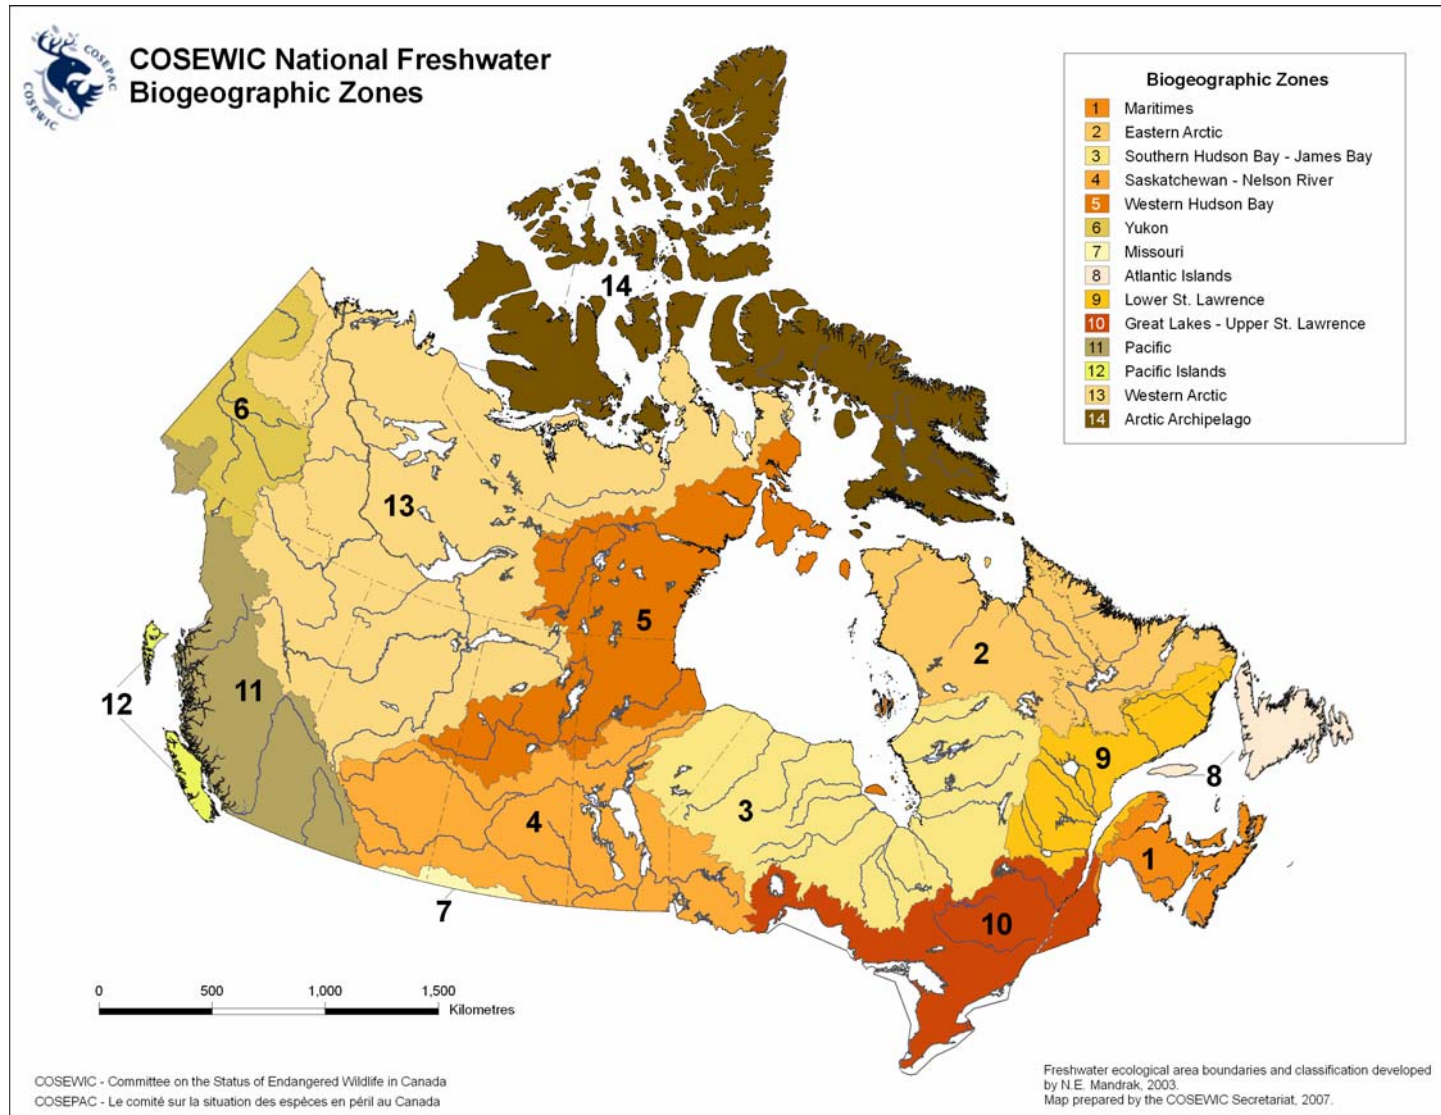 COSEWIC National Freshwater
Biogeographic Zones
COSEPAC
COSEWIC
Biogeographic Zones
1 Maritimes
2 Eastern Arctic
3 Southern Hudson Bay - James Bay
4 Saskatchewan - Nelson River
5 Western Hudson Bay
6 Yukon
7 Missouri
8 Atlantic Islands
9 Lower St. Lawrence
10 Great Lakes - Upper St. Lawrence
11 Pacific
12 Pacific Islands
13 Western Arctic
14 Arctic Archipelago
14
6
13
5
2
12
11
9
8
3
4
1
7
10
0 500 1,000 1,500
Kilometres
COSEWIC - Committee on the Status of Endangered Wildlife in Canada
COSEPAC - Le comité sur la situation des espèces en péril au Canada
Freshwater ecological area boundaries and classification developed
by N.E. Mandrak, 2003.
Map prepared by the COSEWIC Secretariat, 2007.